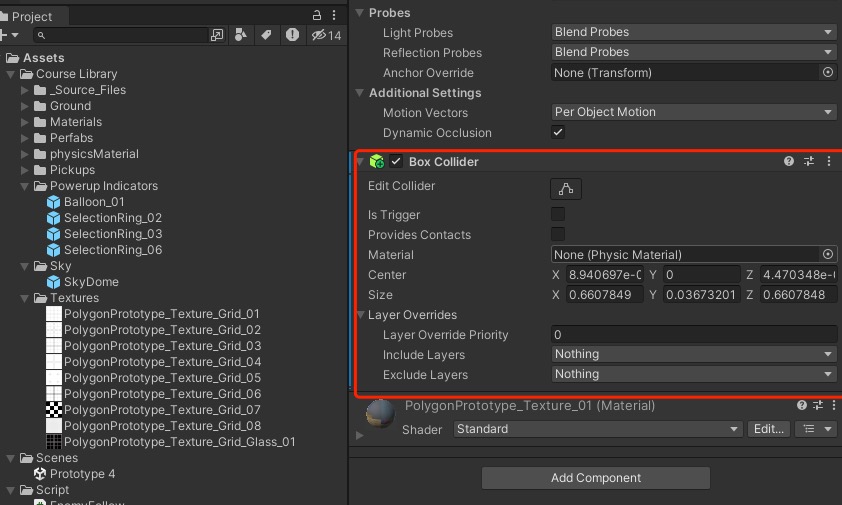 Project
14
Assets
Course Library
_Source_Files
Ground
Materials
Perfabs
physicsMaterial
Pickups
Powerup Indicators
Balloon_01
SelectionRing_02
SelectionRing_03
SelectionRing_06
Sky
SkyDome
Textures
PolygonPrototype_Texture_Grid_01
PolygonPrototype_Texture_Grid_02
PolygonPrototype_Texture_Grid_03
PolygonPrototype_Texture_Grid_04
PolygonPrototype_Texture_Grid_05
PolygonPrototype_Texture_Grid_06
PolygonPrototype_Texture_Grid_07
PolygonPrototype_Texture_Grid_08
PolygonPrototype_Texture_Grid_Glass_01
Scenes
Prototype 4
Script
EnemyFollow
Probes
Light Probes Blend Probes
Reflection Probes Blend Probes
Anchor Override None (Transform)
Additional Settings
Motion Vectors Per Object Motion
Dynamic Occlusion
Box Collider
Edit Collider
Is Trigger
Provides Contacts
Material None (Physic Material)
Center X 8.940697e-0 Y 0 Z 4.470348e-
Size X 0.6607849 Y 0.03673201 Z 0.6607848
Layer Overrides
Layer Override Priority 0
Include Layers Nothing
Exclude Layers Nothing
PolygonPrototype_Texture_01 (Material)
Shader Standard Edit...
Add Component